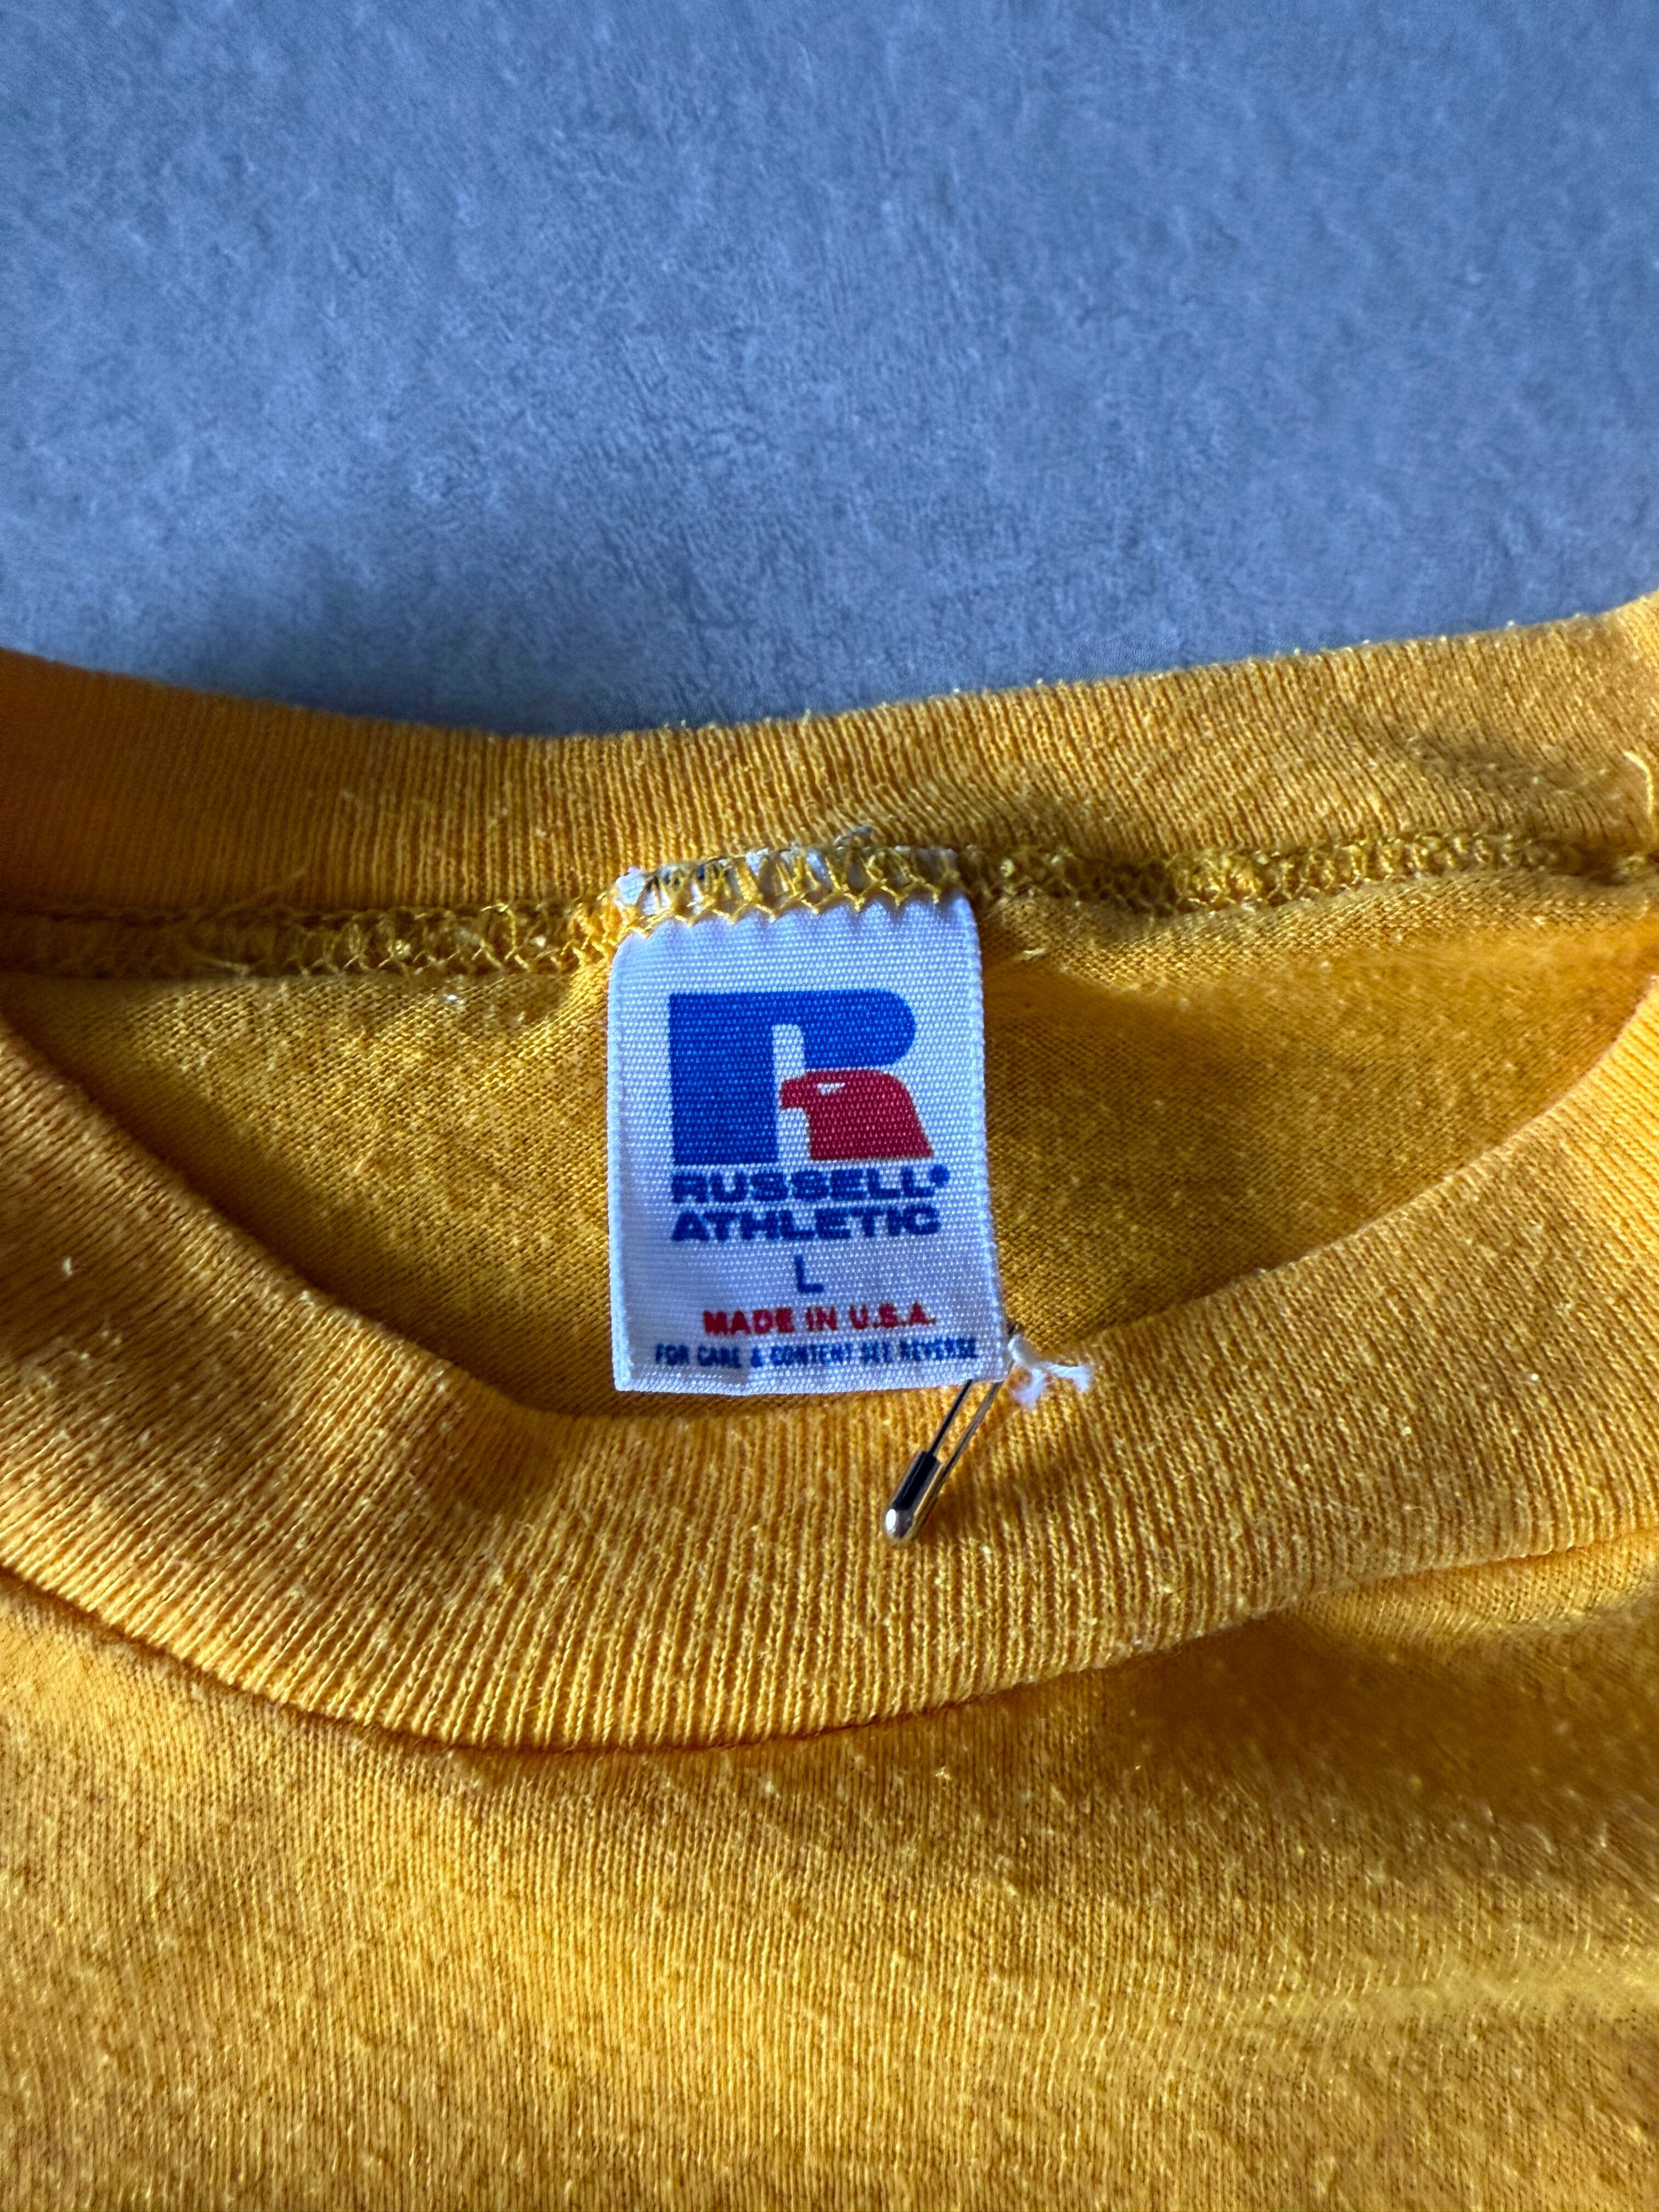 R
RUSSELL®
ATHLETIC
L
MADE IN U.S.A.
FOR CARE & CONTENT SEE REVERSE